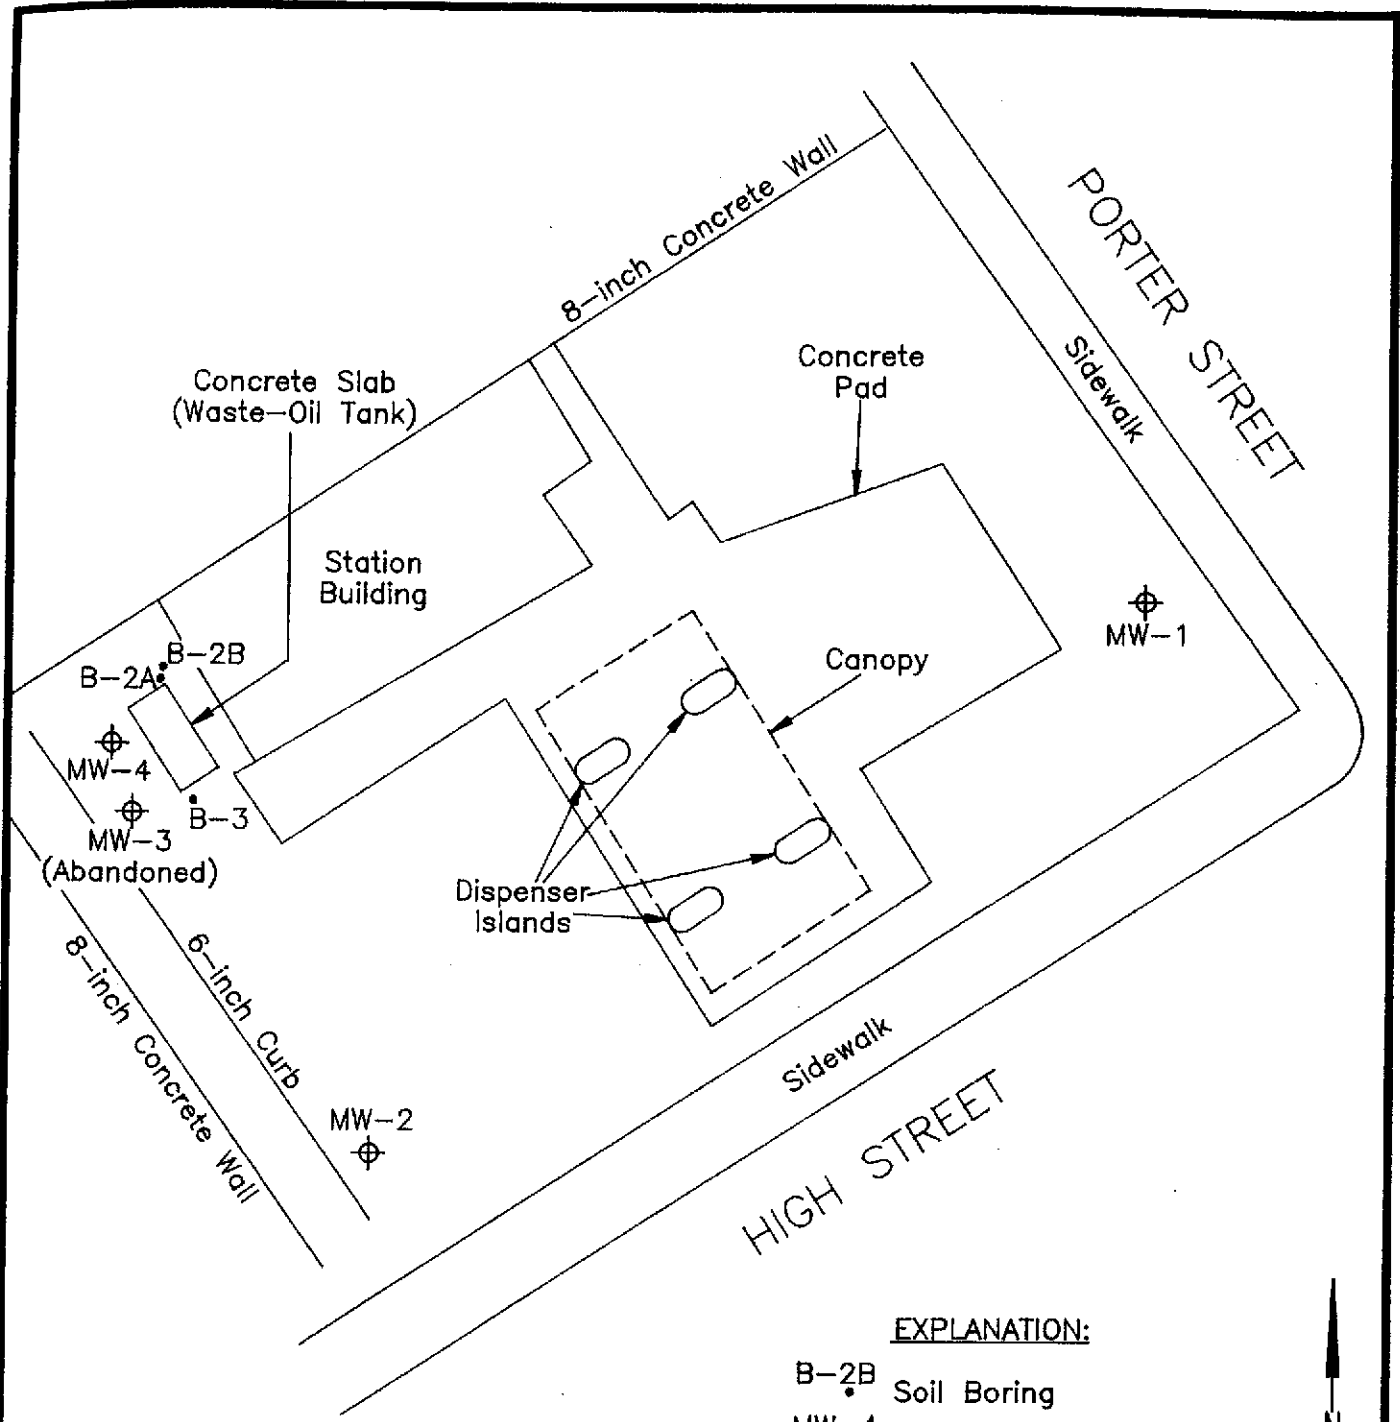 8-inch Concrete Wall
PORTER STREET
Sidewalk
Concrete
Pad
Concrete Slab
(Waste-Oil Tank)
Station
Building
B-2B
B-2A
MW-1
Canopy
MW-4
B-3
MW-3
(Abandoned)
Dispenser
Islands
8-inch Concrete Wall
6-inch Curb
MW-2
Sidewalk
HIGH STREET
EXPLANATION:
B-2B
Soil Boring
MW-4
N